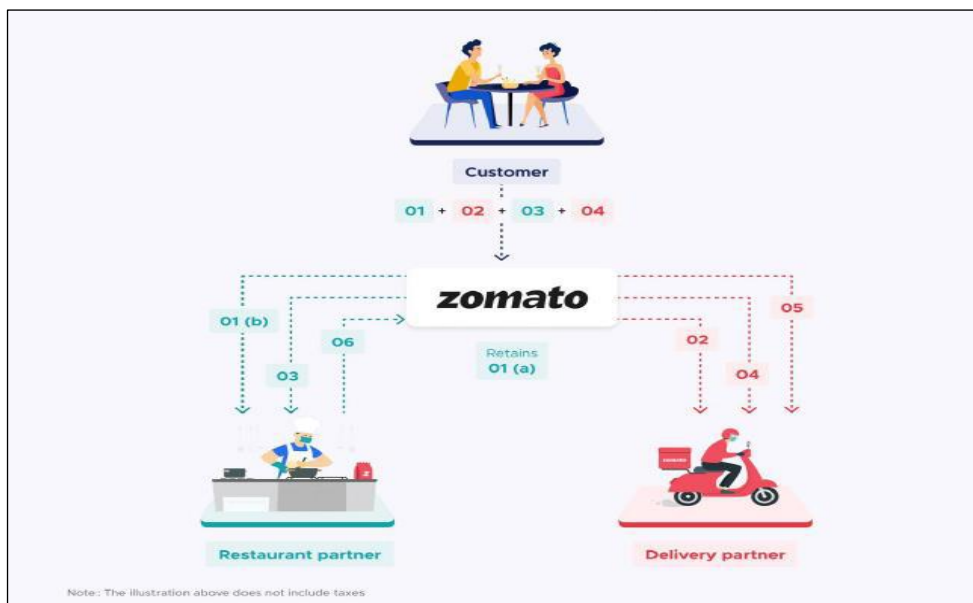 Customer
01 + 02 + 03 + 04
zomato
01 (b)
03
06
Retains
01 (a)
02
04
05
Restaurant partner
Delivery partner
Note:: The illustration above does not include taxes